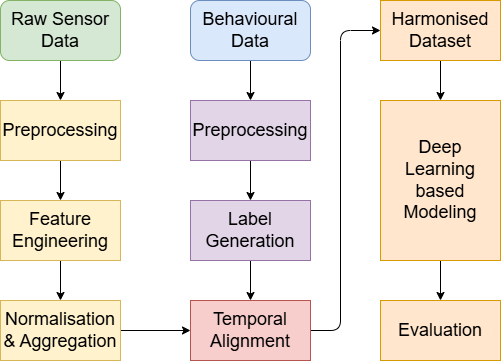 Raw Sensor
Data
Preprocessing
Feature
Engineering
Normalisation
& Aggregation
Behavioural
Data
Preprocessing
Label
Generation
Temporal
Alignment
Harmonised
Dataset
Deep
Learning
based
Modeling
Evaluation